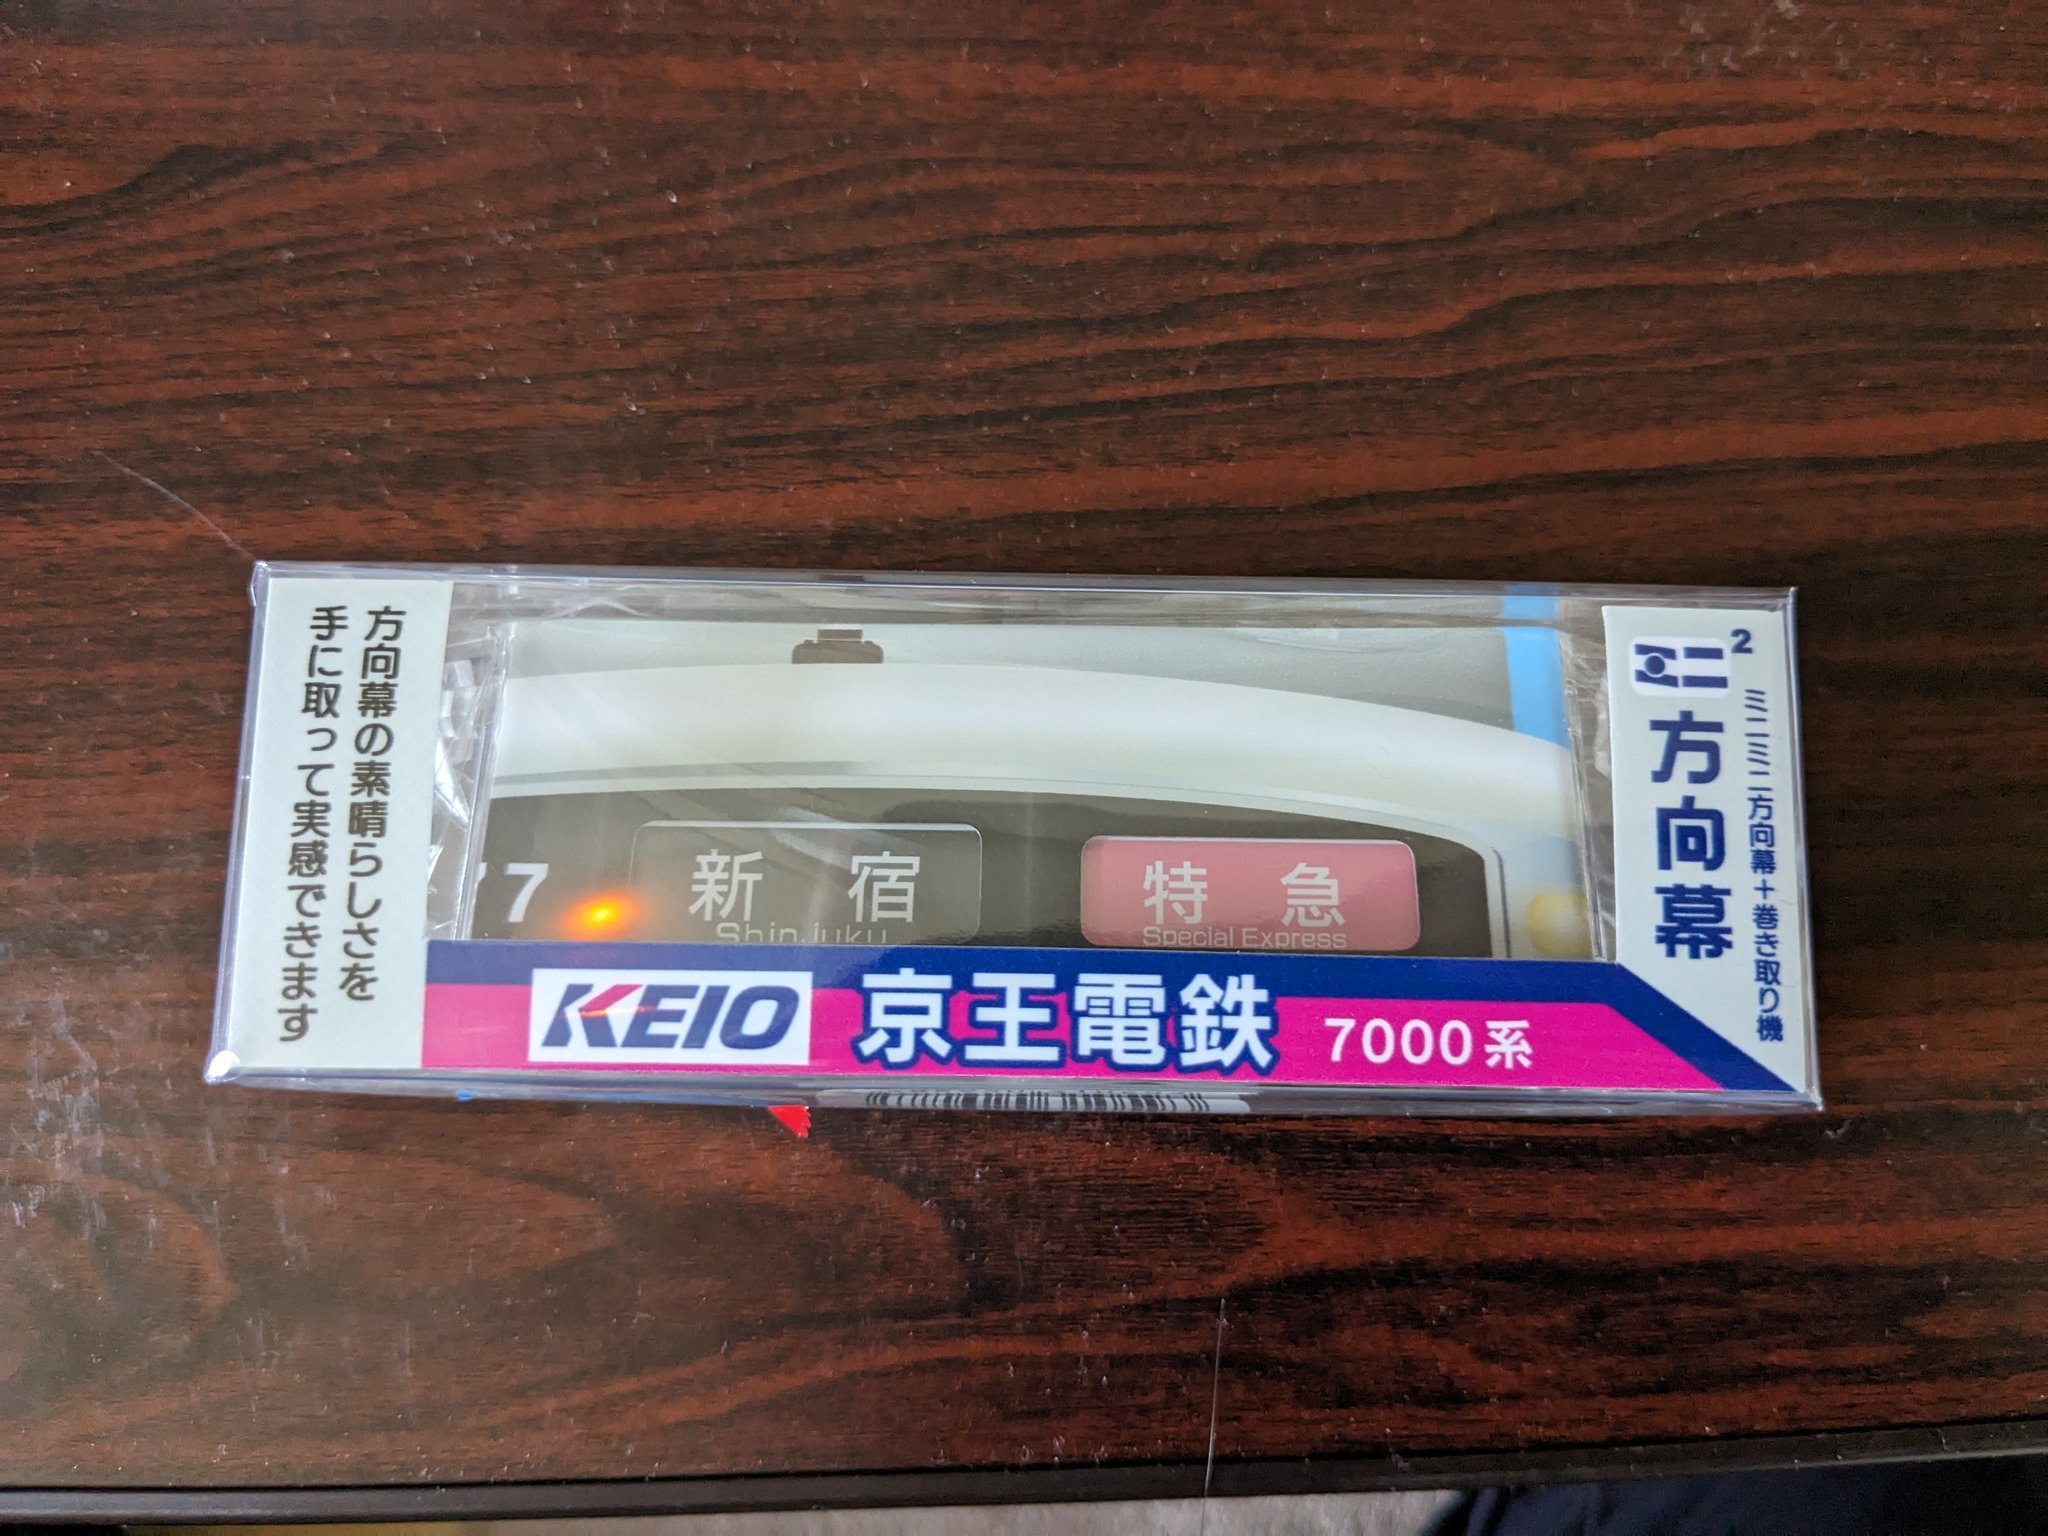 方向幕の素晴らしさを
手に取って実感できます
7
新宿
Shinjuku
特急
Special Express
KEIO 京王電鉄 7000系
ミニ²
方向幕
ミニミニ方向幕+巻き取り機